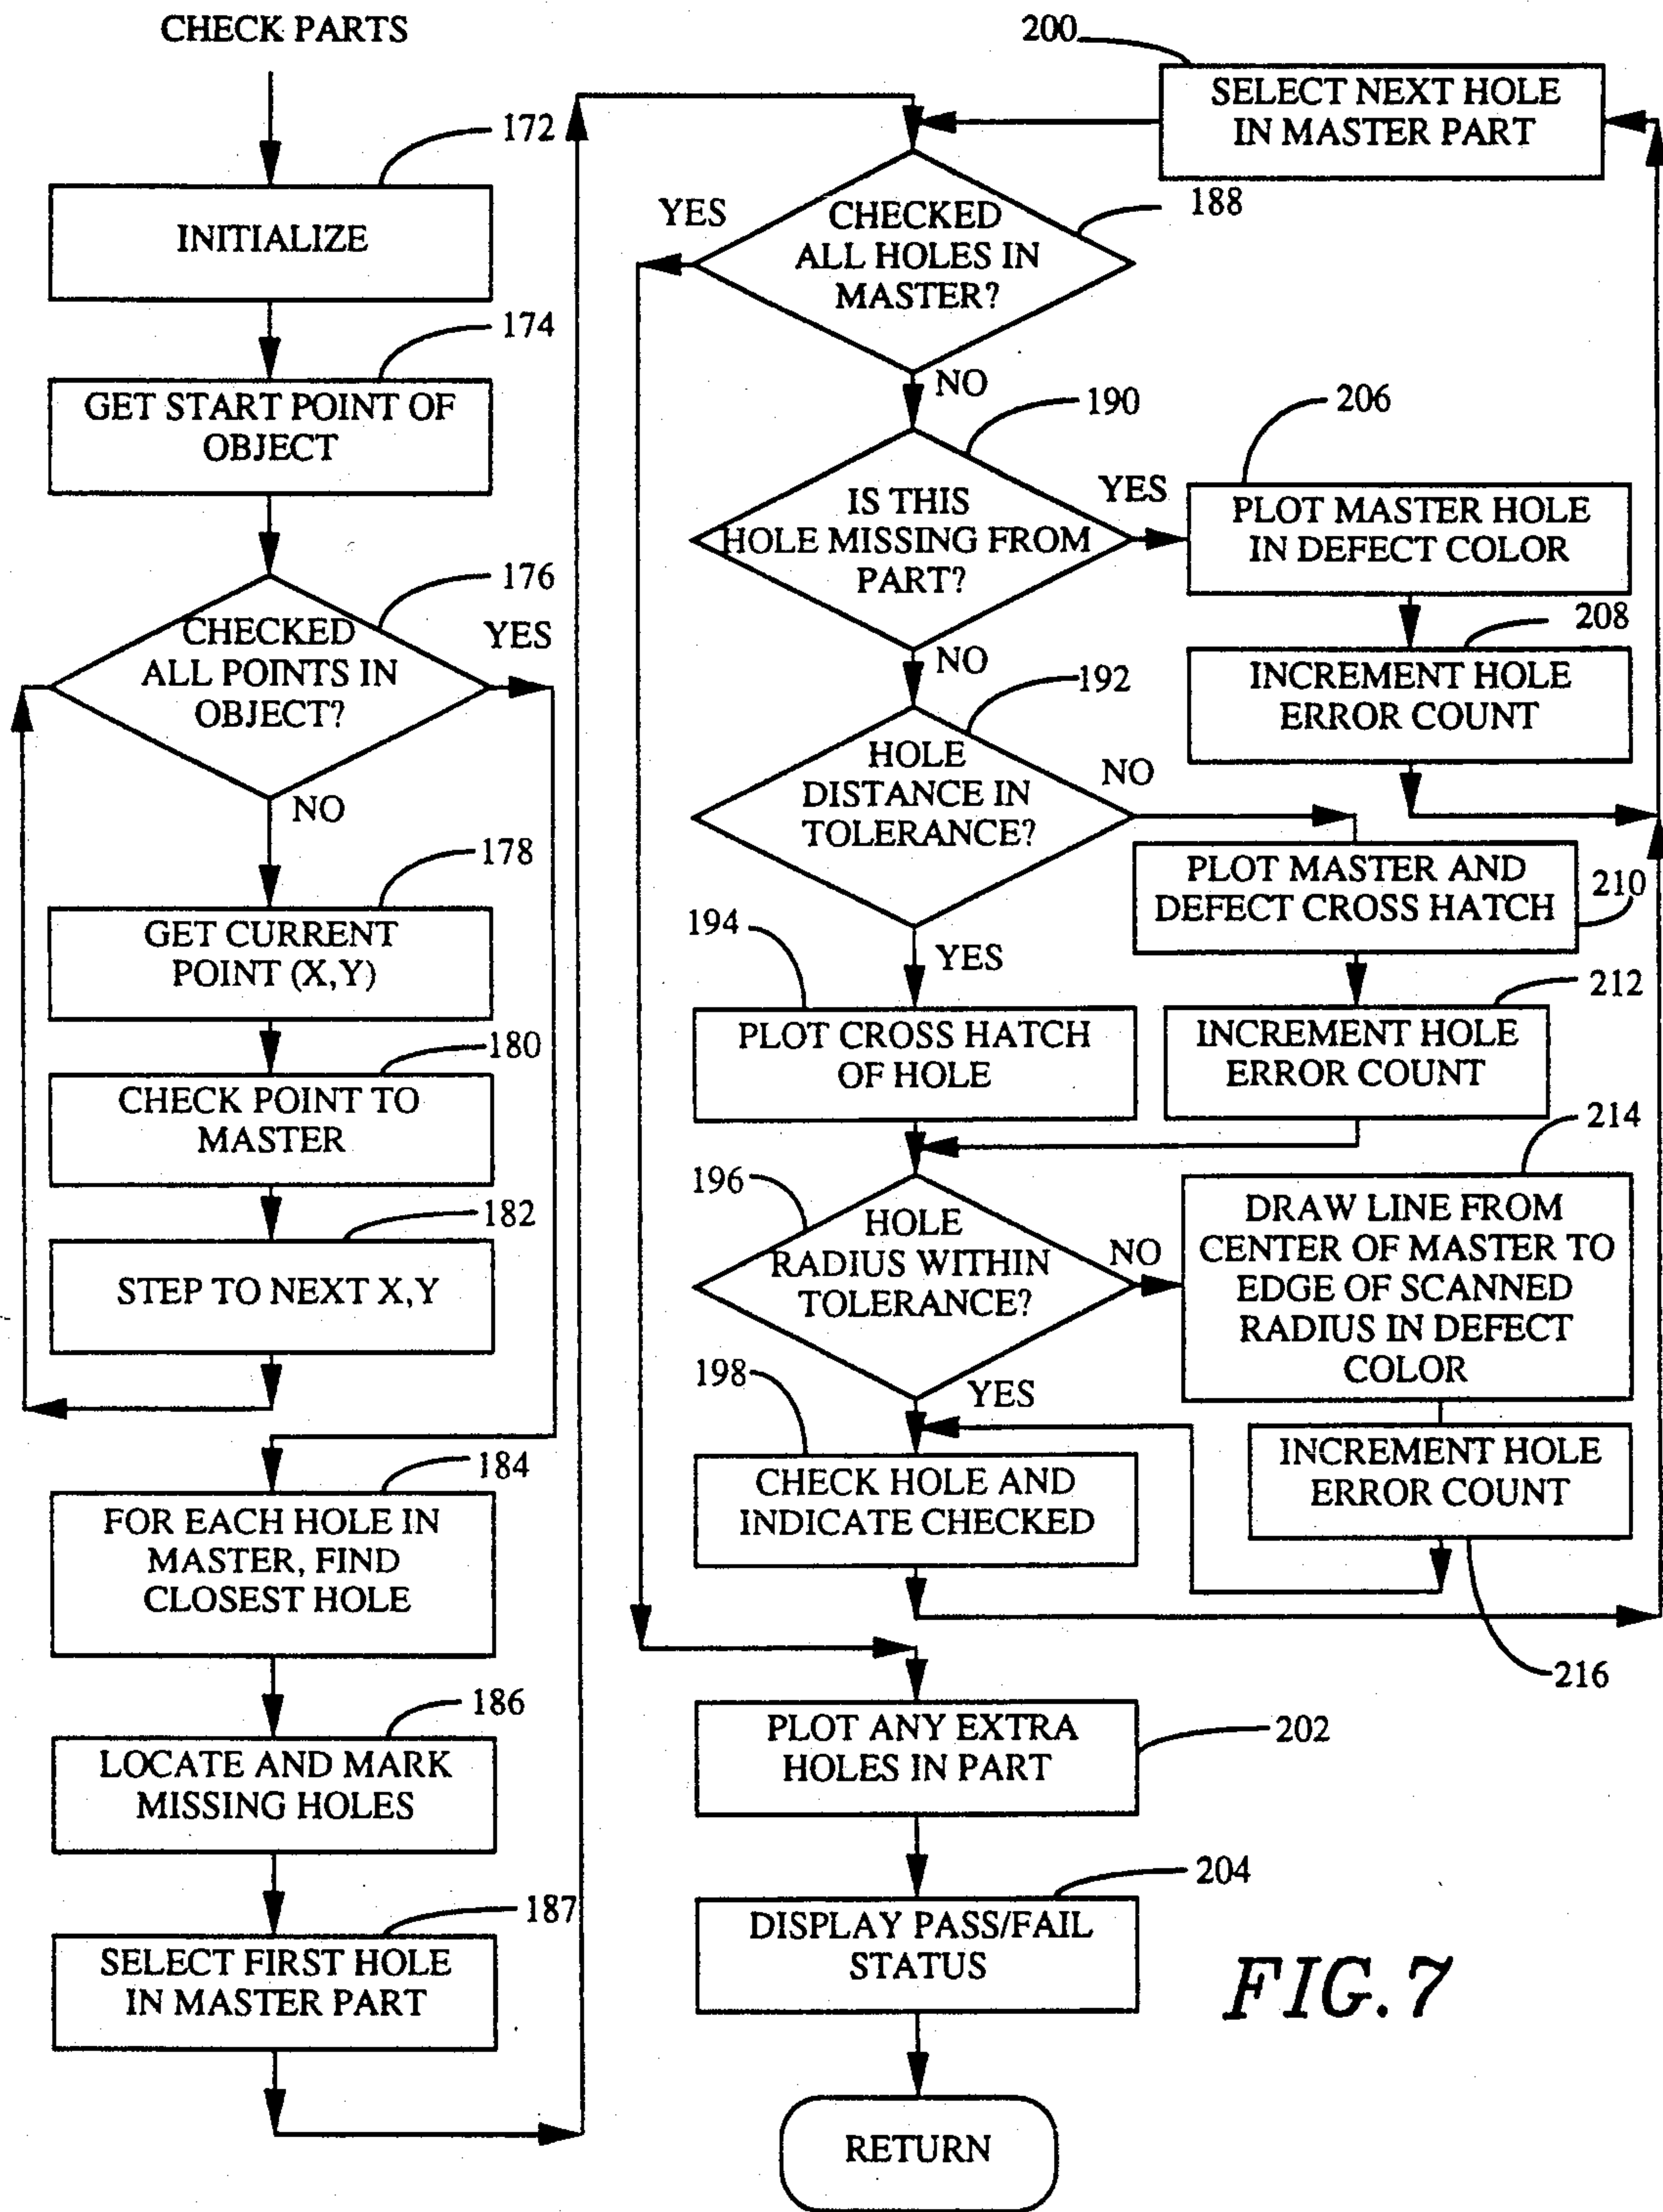 CHECK PARTS
172
INITIALIZE
174
GET START POINT OF
OBJECT
176
CHECKED
ALL POINTS IN
OBJECT?
YES
NO
178
GET CURRENT
POINT (X,Y)
180
CHECK POINT TO
MASTER
182
STEP TO NEXT X,Y
184
FOR EACH HOLE IN
MASTER, FIND
CLOSEST HOLE
186
LOCATE AND MARK
MISSING HOLES
187
SELECT FIRST HOLE
IN MASTER PART
200
SELECT NEXT HOLE
IN MASTER PART
188
YES
CHECKED
ALL HOLES IN
MASTER?
NO
190
IS THIS
HOLE MISSING FROM
PART?
YES
206
PLOT MASTER HOLE
IN DEFECT COLOR
208
INCREMENT HOLE
ERROR COUNT
NO
192
HOLE
DISTANCE IN
TOLERANCE?
NO
PLOT MASTER AND
DEFECT CROSS HATCH
210
194
YES
PLOT CROSS HATCH
OF HOLE
212
INCREMENT HOLE
ERROR COUNT
214
196
HOLE
RADIUS WITHIN
TOLERANCE?
NO
DRAW LINE FROM
CENTER OF MASTER TO
EDGE OF SCANNED
RADIUS IN DEFECT
COLOR
198
YES
CHECK HOLE AND
INDICATE CHECKED
INCREMENT HOLE
ERROR COUNT
216
PLOT ANY EXTRA
HOLES IN PART
202
204
DISPLAY PASS/FAIL
STATUS
RETURN
FIG. 7